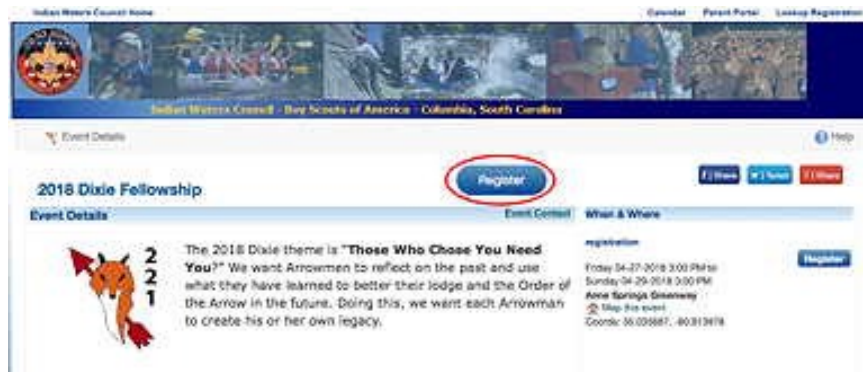 Indian Waters Council Home
Calendar Parent Portal Lookup Registration
Indian Waters Council - Boy Scouts of America - Columbia, South Carolina
Event Details
Help
2018 Dixie Fellowship
Register
Share
Tweet
Share
Event Details
Event Contact
When & Where
2
2
1
The 2018 Dixie theme is "Those Who Chose You Need
You?" We want Arrowmen to reflect on the past and use
what they have learned to better their lodge and the Order of
the Arrow in the future. Doing this, we want each Arrowman
to create his or her own legacy.
registration
Friday 04-27-2018 3:00 PM to
Sunday 04-29-2018 3:00 PM
Anne Springs Greenway
Map this event
Coords:
Register